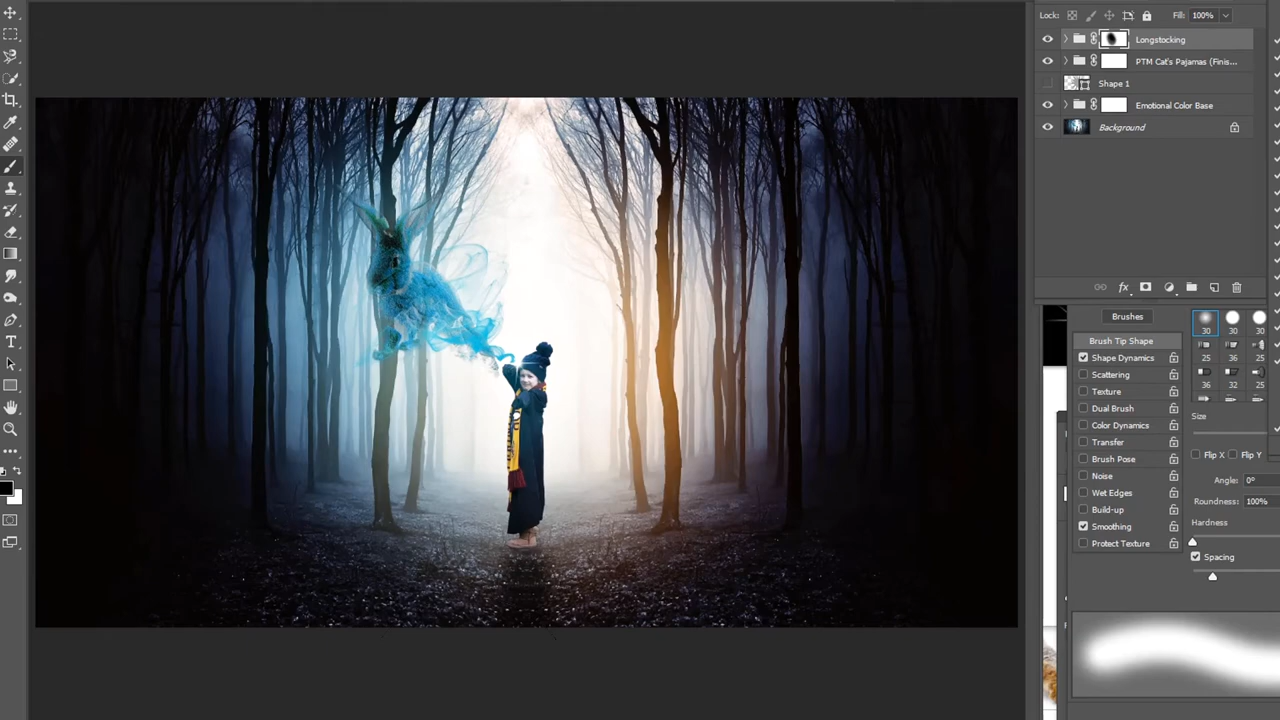 Lock:
Fill: 100%
Longstocking
PTM Cat's Pajamas (Finis...
Shape 1
Emotional Color Base
Background
fx
Brushes
Brush Tip Shape
Shape Dynamics
Scattering
Texture
Dual Brush
Color Dynamics
Transfer
Brush Pose
Noise
Wet Edges
Build-up
Smoothing
Protect Texture
30 30 30
25 36 25
36 32 25
Size
Flip X Flip Y
Angle: 0°
Roundness: 100%
Hardness
Spacing